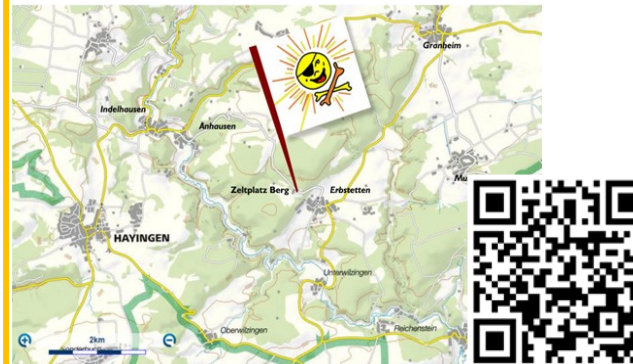 Granheim
Indelhausen
Anhausen
Mu
Zeltplatz Berg
Erbstetten
HAYINGEN
Unterwilzingen
Oberwilzingen
Reichenstein
2km